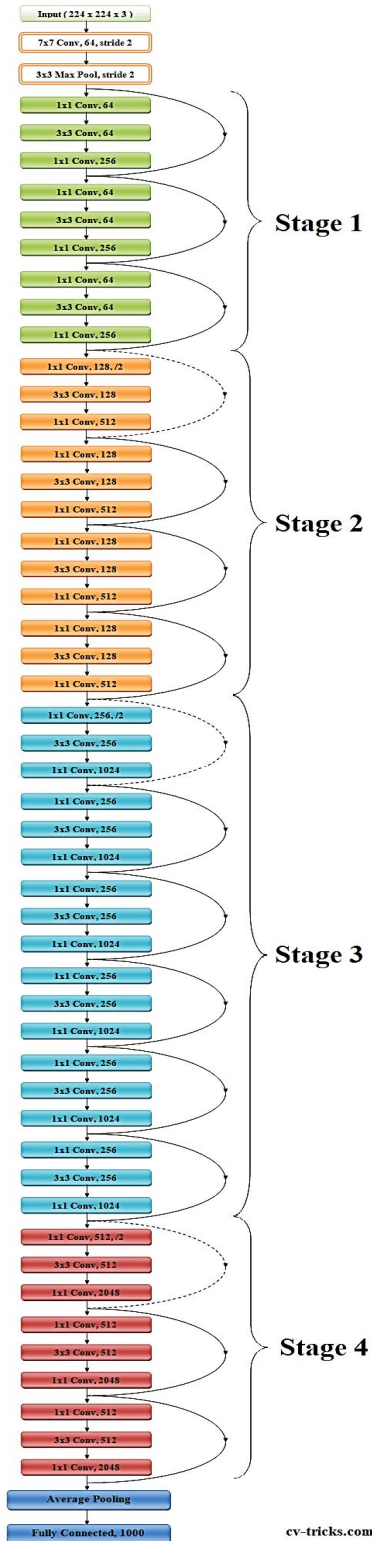 Input ( 224 x 224 x 3 )
7x7 Conv, 64, stride 2
3x3 Max Pool, stride 2
1x1 Conv, 64
3x3 Conv, 64
1x1 Conv, 256
1x1 Conv, 64
3x3 Conv, 64
1x1 Conv, 256
1x1 Conv, 64
3x3 Conv, 64
1x1 Conv, 256
Stage 1
1x1 Conv, 128, /2
3x3 Conv, 128
1x1 Conv, 512
1x1 Conv, 128
3x3 Conv, 128
1x1 Conv, 512
1x1 Conv, 128
3x3 Conv, 128
1x1 Conv, 512
1x1 Conv, 128
3x3 Conv, 128
1x1 Conv, 512
Stage 2
1x1 Conv, 256, /2
3x3 Conv, 256
1x1 Conv, 1024
1x1 Conv, 256
3x3 Conv, 256
1x1 Conv, 1024
1x1 Conv, 256
3x3 Conv, 256
1x1 Conv, 1024
1x1 Conv, 256
3x3 Conv, 256
1x1 Conv, 1024
1x1 Conv, 256
3x3 Conv, 256
1x1 Conv, 1024
1x1 Conv, 256
3x3 Conv, 256
1x1 Conv, 1024
Stage 3
1x1 Conv, 512, /2
3x3 Conv, 512
1x1 Conv, 2048
1x1 Conv, 512
3x3 Conv, 512
1x1 Conv, 2048
1x1 Conv, 512
3x3 Conv, 512
1x1 Conv, 2048
Stage 4
Average Pooling
Fully Connected, 1000
cv-tricks.com